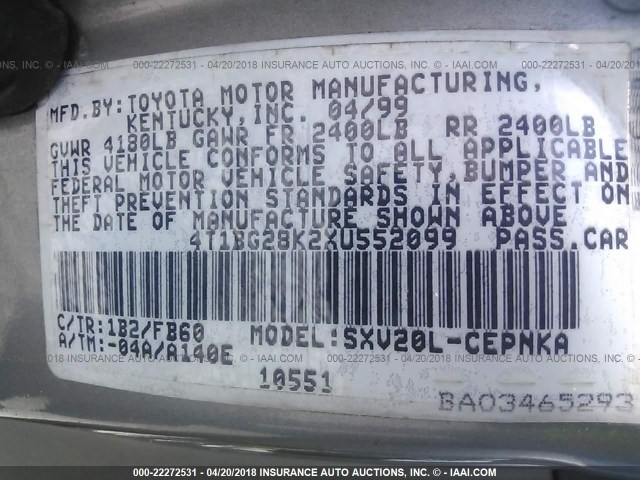 000-22272531 - 04/20/2018 INSURANCE AUTO AUCTIONS, INC. - © IAAI.COM
MFD.BY:TOYOTA MOTOR MANUFACTURING,
KENTUCKY,INC. 04/99
GVWR 4180LB GAWR FR 2400LB RR 2400LB
THIS VEHICLE CONFORMS TO ALL APPLICABLE
FEDERAL MOTOR VEHICLE SAFETY,BUMPER AND
THEFT PREVENTION STANDARDS IN EFFECT ON
THE DATE OF MANUFACTURE SHOWN ABOVE.
4T1BG28K2XU552099 PASS.CAR
C/TR:1B2/FB60 MODEL:SXV20L-CEPNKA
A/TM:-04A/A140E
10551
BA03465293
000-22272531 - 04/20/2018 INSURANCE AUTO AUCTIONS, INC. - © IAAI.COM